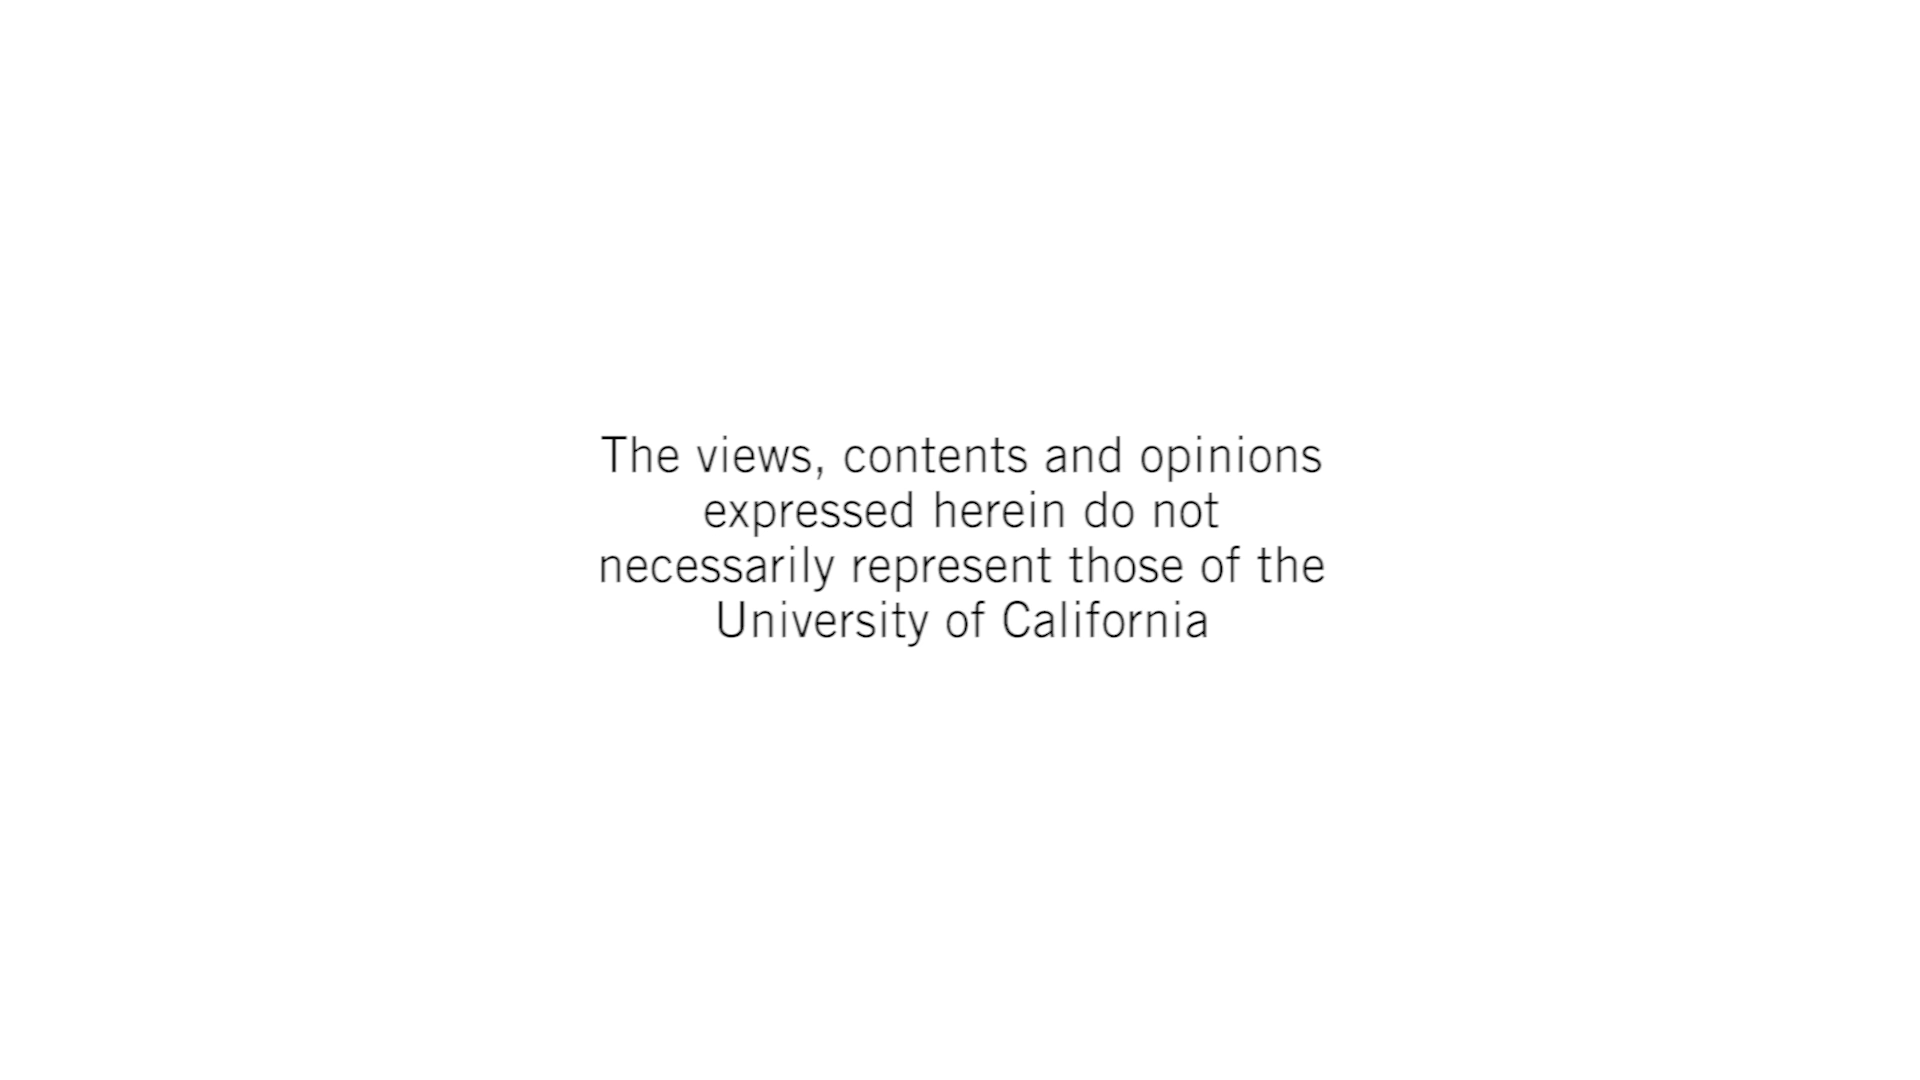 The views, contents and opinions
expressed herein do not
necessarily represent those of the
University of California